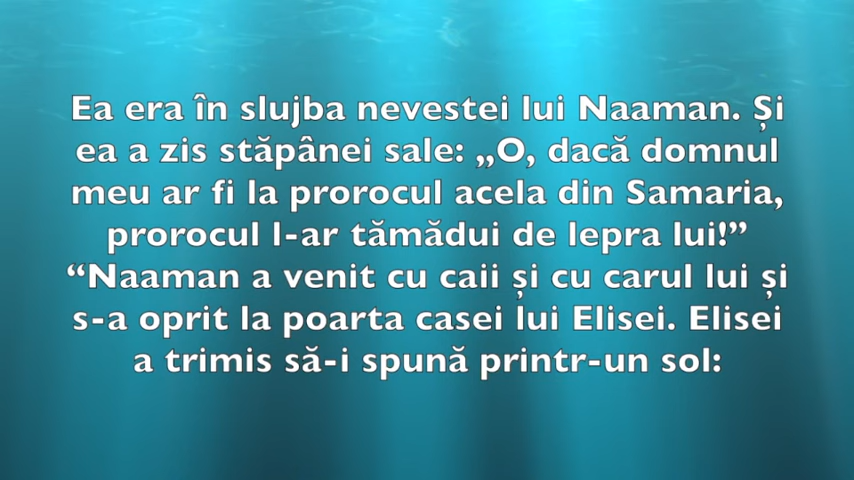 Ea era în slujba nevestei lui Naaman. Și
ea a zis stăpânei sale: „O, dacă domnul
meu ar fi la prorocul acela din Samaria,
prorocul l-ar tămădui de lepra lui!”
“Naaman a venit cu caii și cu carul lui și
s-a oprit la poarta casei lui Elisei. Elisei
a trimis să-i spună printr-un sol: